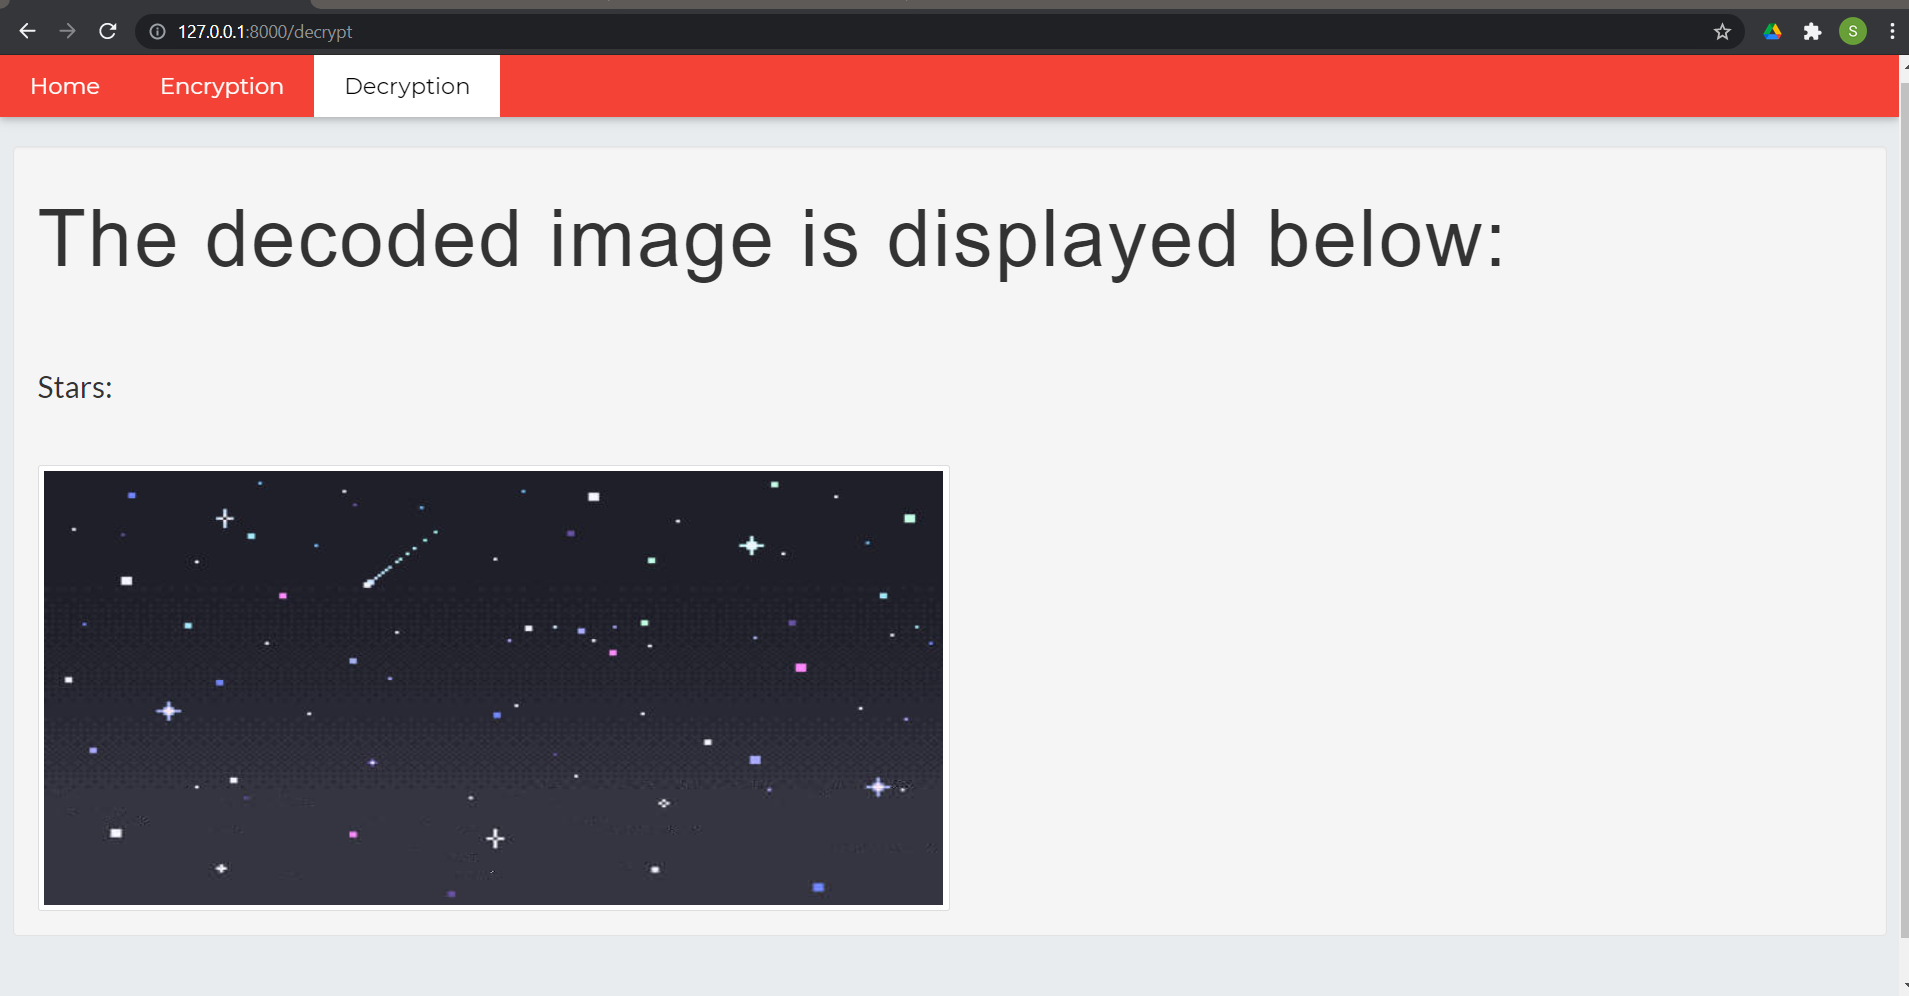 127.0.0.1:8000/decrypt
S
Home Encryption Decryption
The decoded image is displayed below:
Stars: